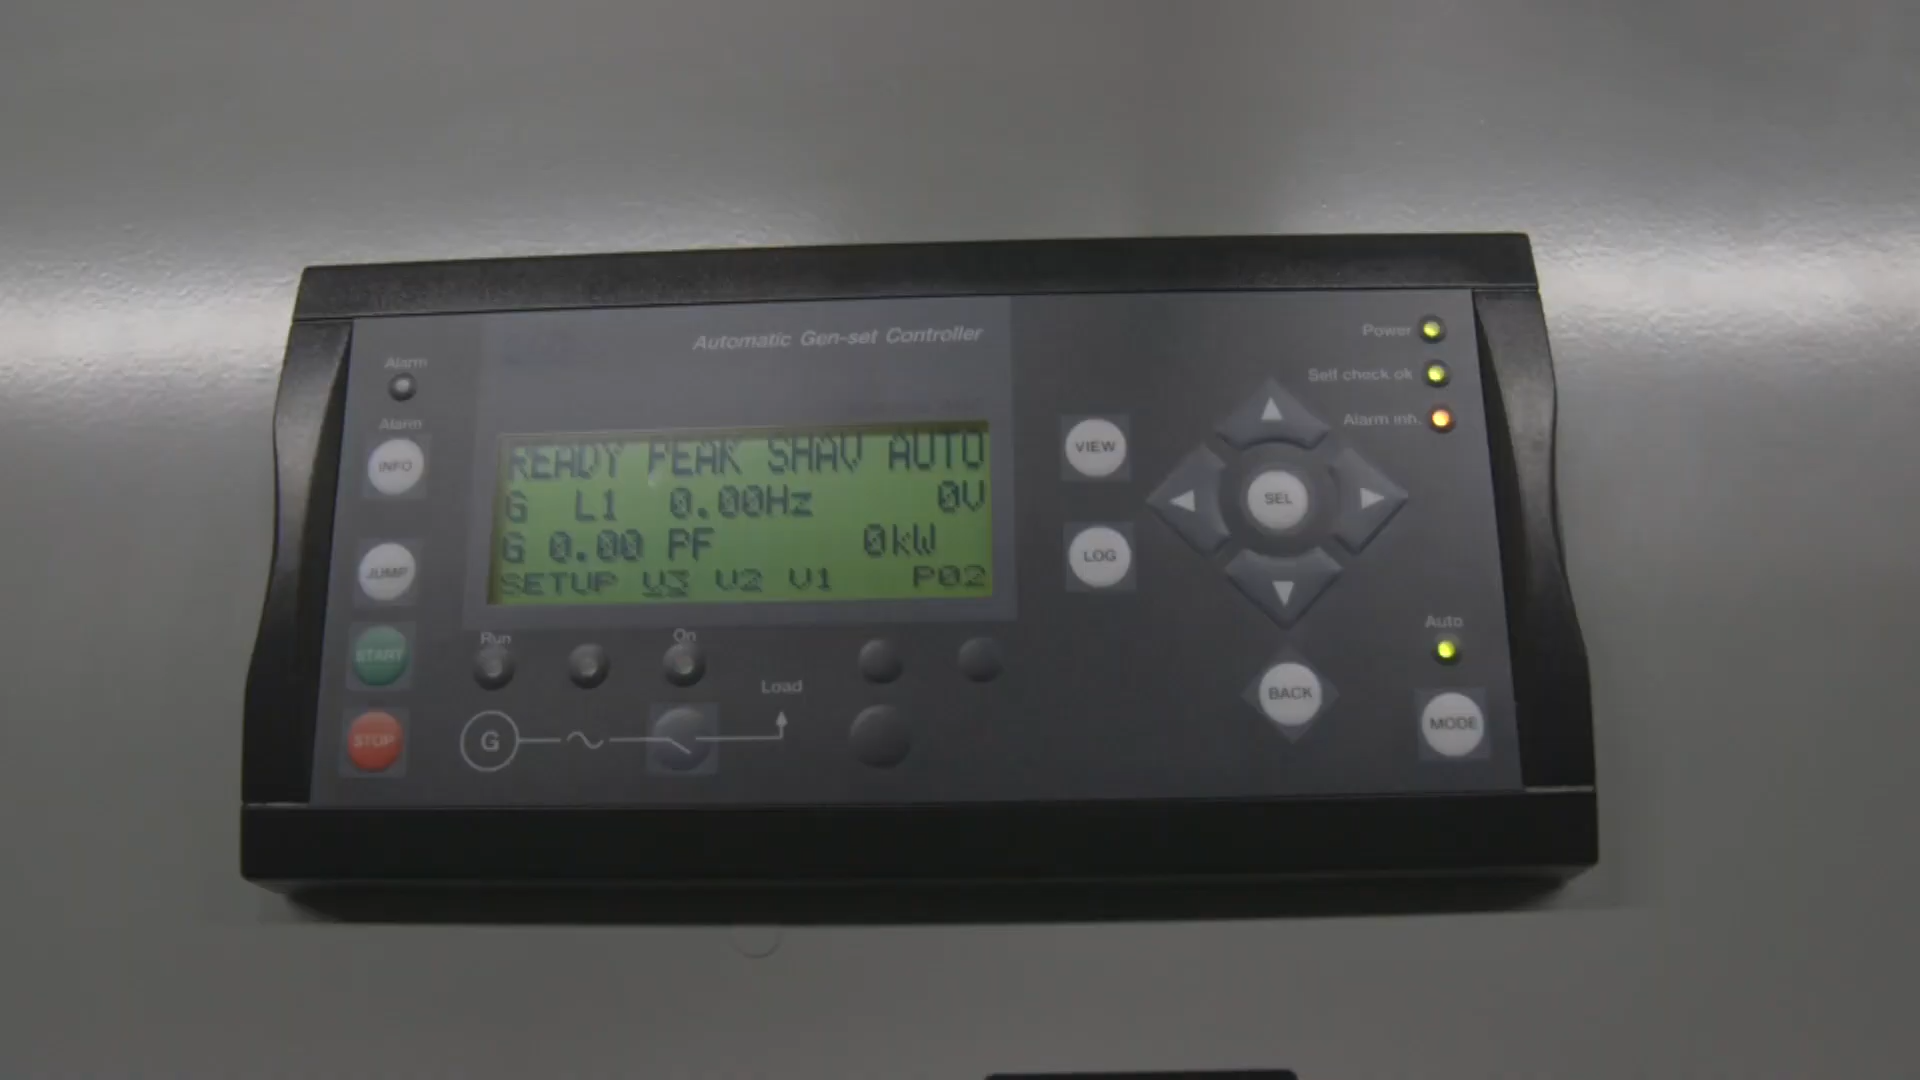 Automatic Gen-set Controller
Power
Self check ok
Alarm inh.
Alarm
Alarm
INFO
JUMP
START
STOP
READY PEAK SHAV AUTO
G L1 0.00Hz 0V
G 0.00 PF 0kW
SETUP V3 V2 V1 P02
VIEW
LOG
SEL
BACK
Auto
MODE
Run
On
Load
G